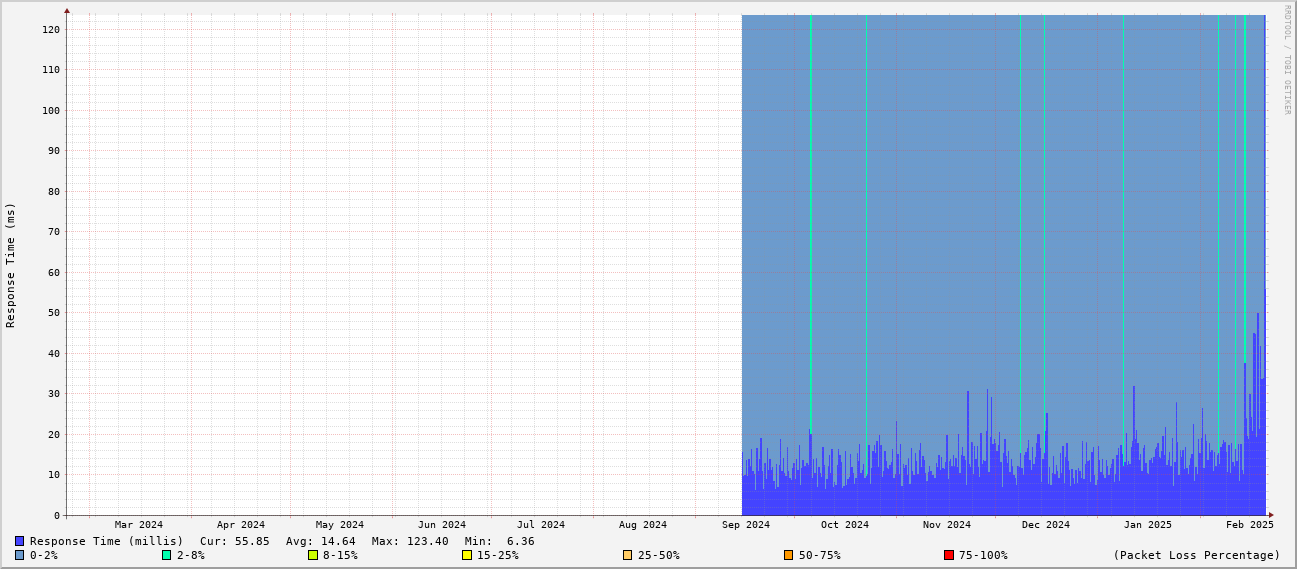 RRDTOOL / TOBI OETIKER
Response Time (ms)
120
110
100
90
80
70
60
50
40
30
20
10
0
Mar 2024 Apr 2024 May 2024 Jun 2024 Jul 2024 Aug 2024 Sep 2024 Oct 2024 Nov 2024 Dec 2024 Jan 2025 Feb 2025
Response Time (millis) Cur: 55.85 Avg: 14.64 Max: 123.40 Min: 6.36
0-2% 2-8% 8-15% 15-25% 25-50% 50-75% 75-100% (Packet Loss Percentage)